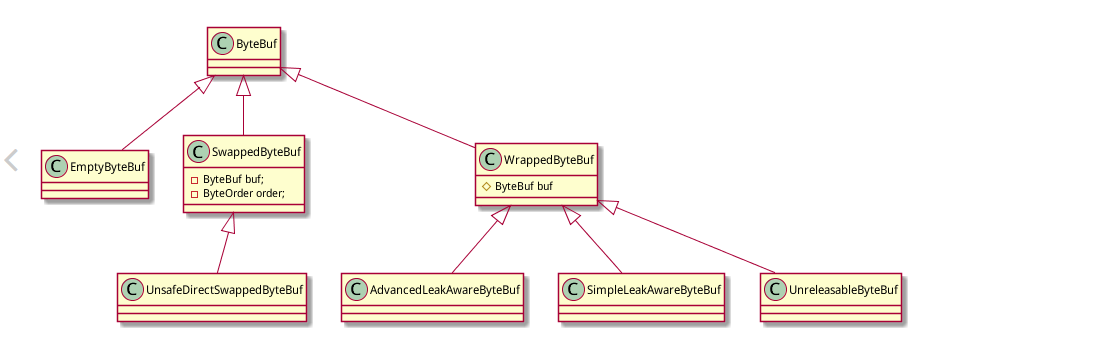 C ByteBuf
C EmptyByteBuf
C SwappedByteBuf
ByteBuf buf;
ByteOrder order;
C WrappedByteBuf
ByteBuf buf
C UnsafeDirectSwappedByteBuf
C AdvancedLeakAwareByteBuf
C SimpleLeakAwareByteBuf
C UnreleasableByteBuf